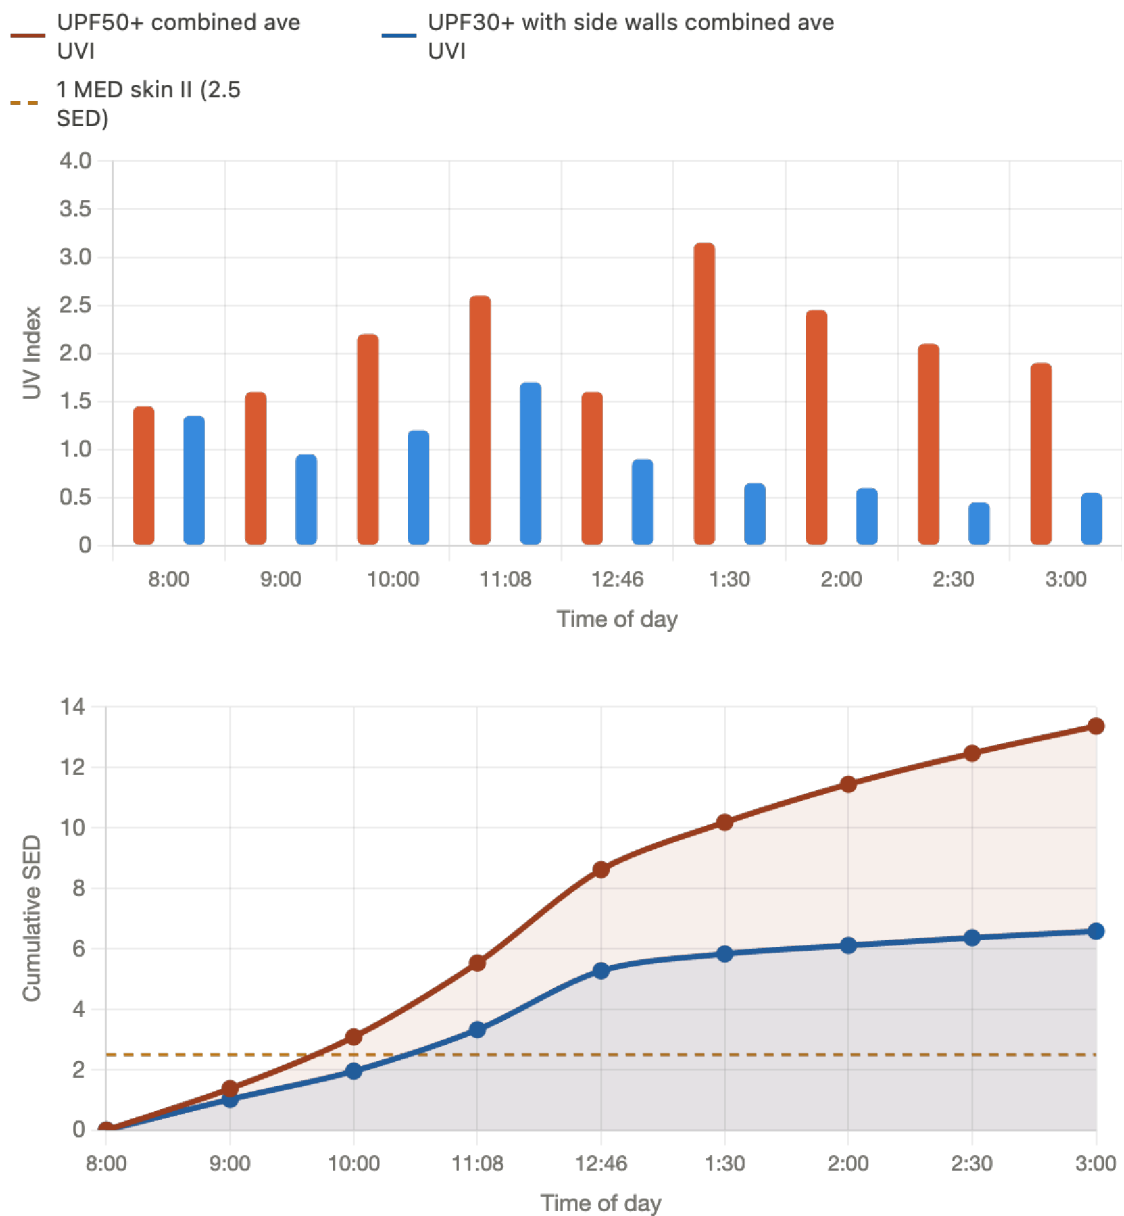 UPF50+ combined ave
UVI
UPF30+ with side walls combined ave
UVI
1 MED skin II (2.5
SED)
4.0
3.5
3.0
2.5
2.0
1.5
1.0
0.5
0
UV Index
8:00 9:00 10:00 11:08 12:46 1:30 2:00 2:30 3:00
Time of day
14
12
10
8
6
4
2
0
Cumulative SED
8:00 9:00 10:00 11:08 12:46 1:30 2:00 2:30 3:00
Time of day